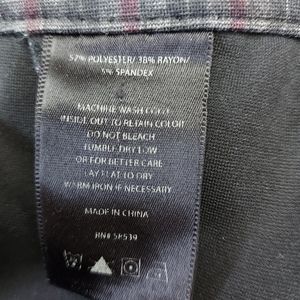 57% POLYESTER/ 38% RAYON/
5% SPANDEX
MACHINE WASH COLD
INSIDE OUT TO RETAIN COLOR
DO NOT BLEACH
TUMBLE DRY LOW
OR FOR BETTER CARE
LAY FLAT TO DRY
WARM IRON IF NECESSARY
MADE IN CHINA
RN# 58539